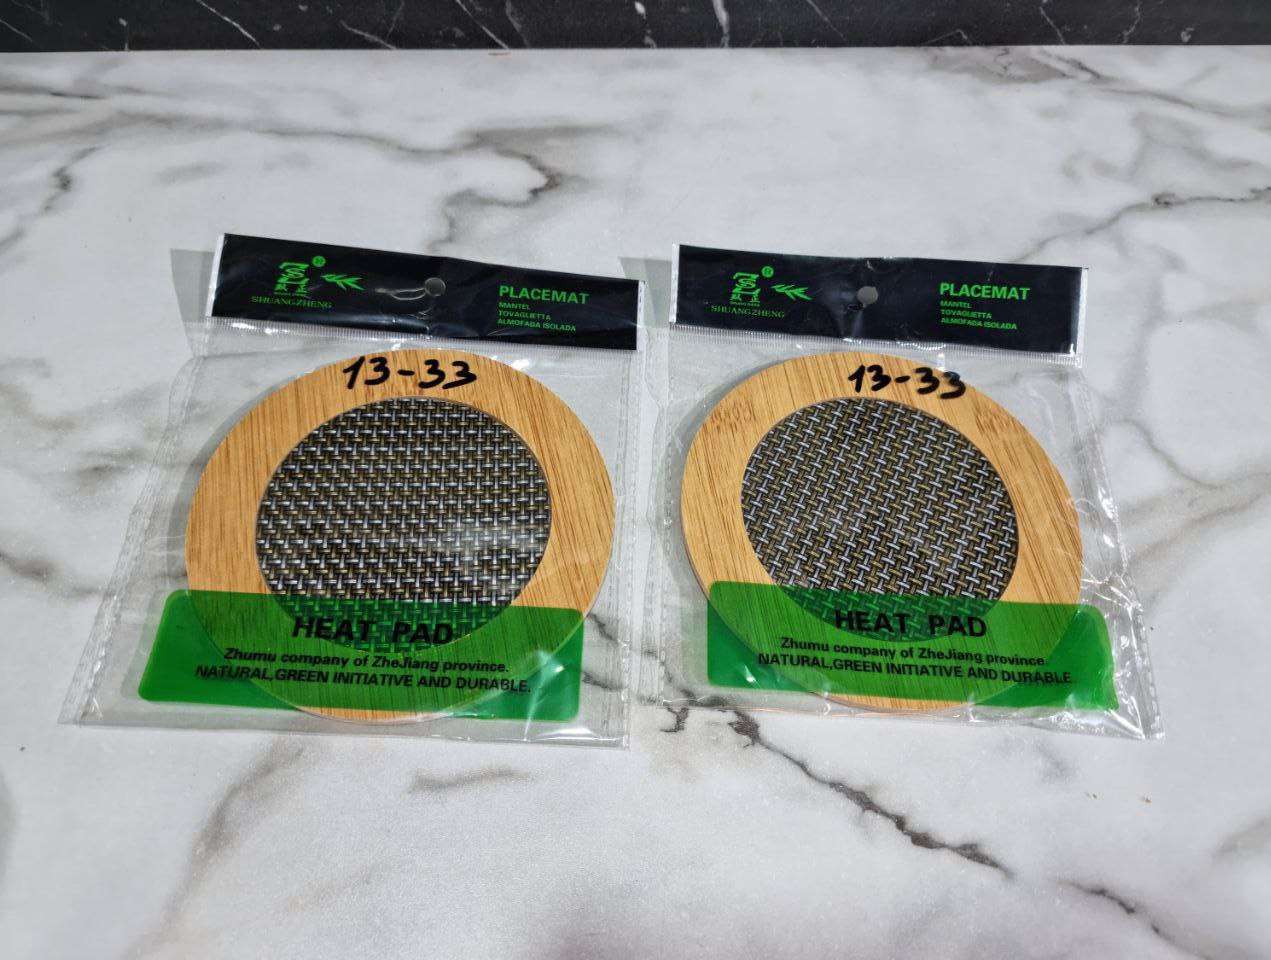 SHUANGZHENG
PLACEMAT
MANTEL
TOVAGLIETTA
ALMOFADA ISOLADA
13-33
HEAT PAD
Zhumu company of ZheJiang province.
NATURAL,GREEN INITIATIVE AND DURABLE.
SHUANGZHENG
PLACEMAT
MANTEL
TOVAGLIETTA
ALMOFADA ISOLADA
13-33
HEAT PAD
Zhumu company of ZheJiang province.
NATURAL,GREEN INITIATIVE AND DURABLE.